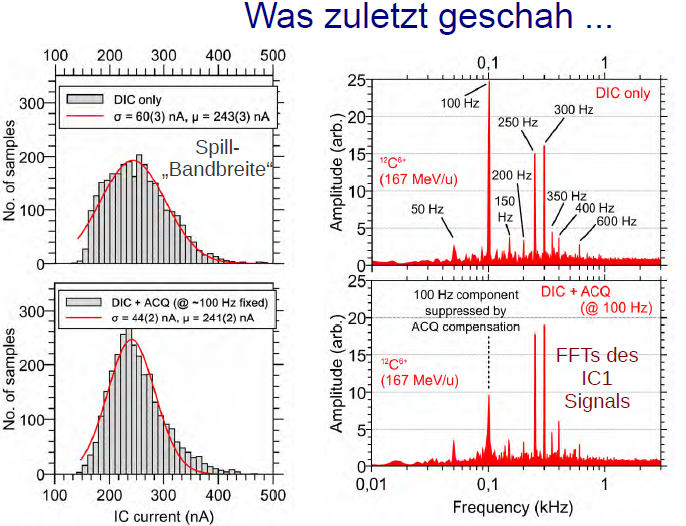 Was zuletzt geschah ...
100 200 300 400 500
DIC only
σ = 60(3) nA, μ = 243(3) nA
Spill-
„Bandbreite“
No. of samples
300
200
100
0
DIC + ACQ (@ ~100 Hz fixed)
σ = 44(2) nA, μ = 241(2) nA
No. of samples
300
200
100
0
100 200 300 400 500
IC current (nA)
0,1 1
DIC only
100 Hz
300 Hz
250 Hz
¹²C⁶⁺
(167 MeV/u)
200 Hz
150
Hz
350 Hz
400 Hz
50 Hz
600 Hz
Amplitude (arb.)
25
20
15
10
5
0
DIC + ACQ
(@ 100 Hz)
100 Hz component
suppressed by
ACQ compensation
¹²C⁶⁺
(167 MeV/u)
FFTs des
IC1
Signals
Amplitude (arb.)
25
20
15
10
5
0
0,01 0,1 1
Frequency (kHz)